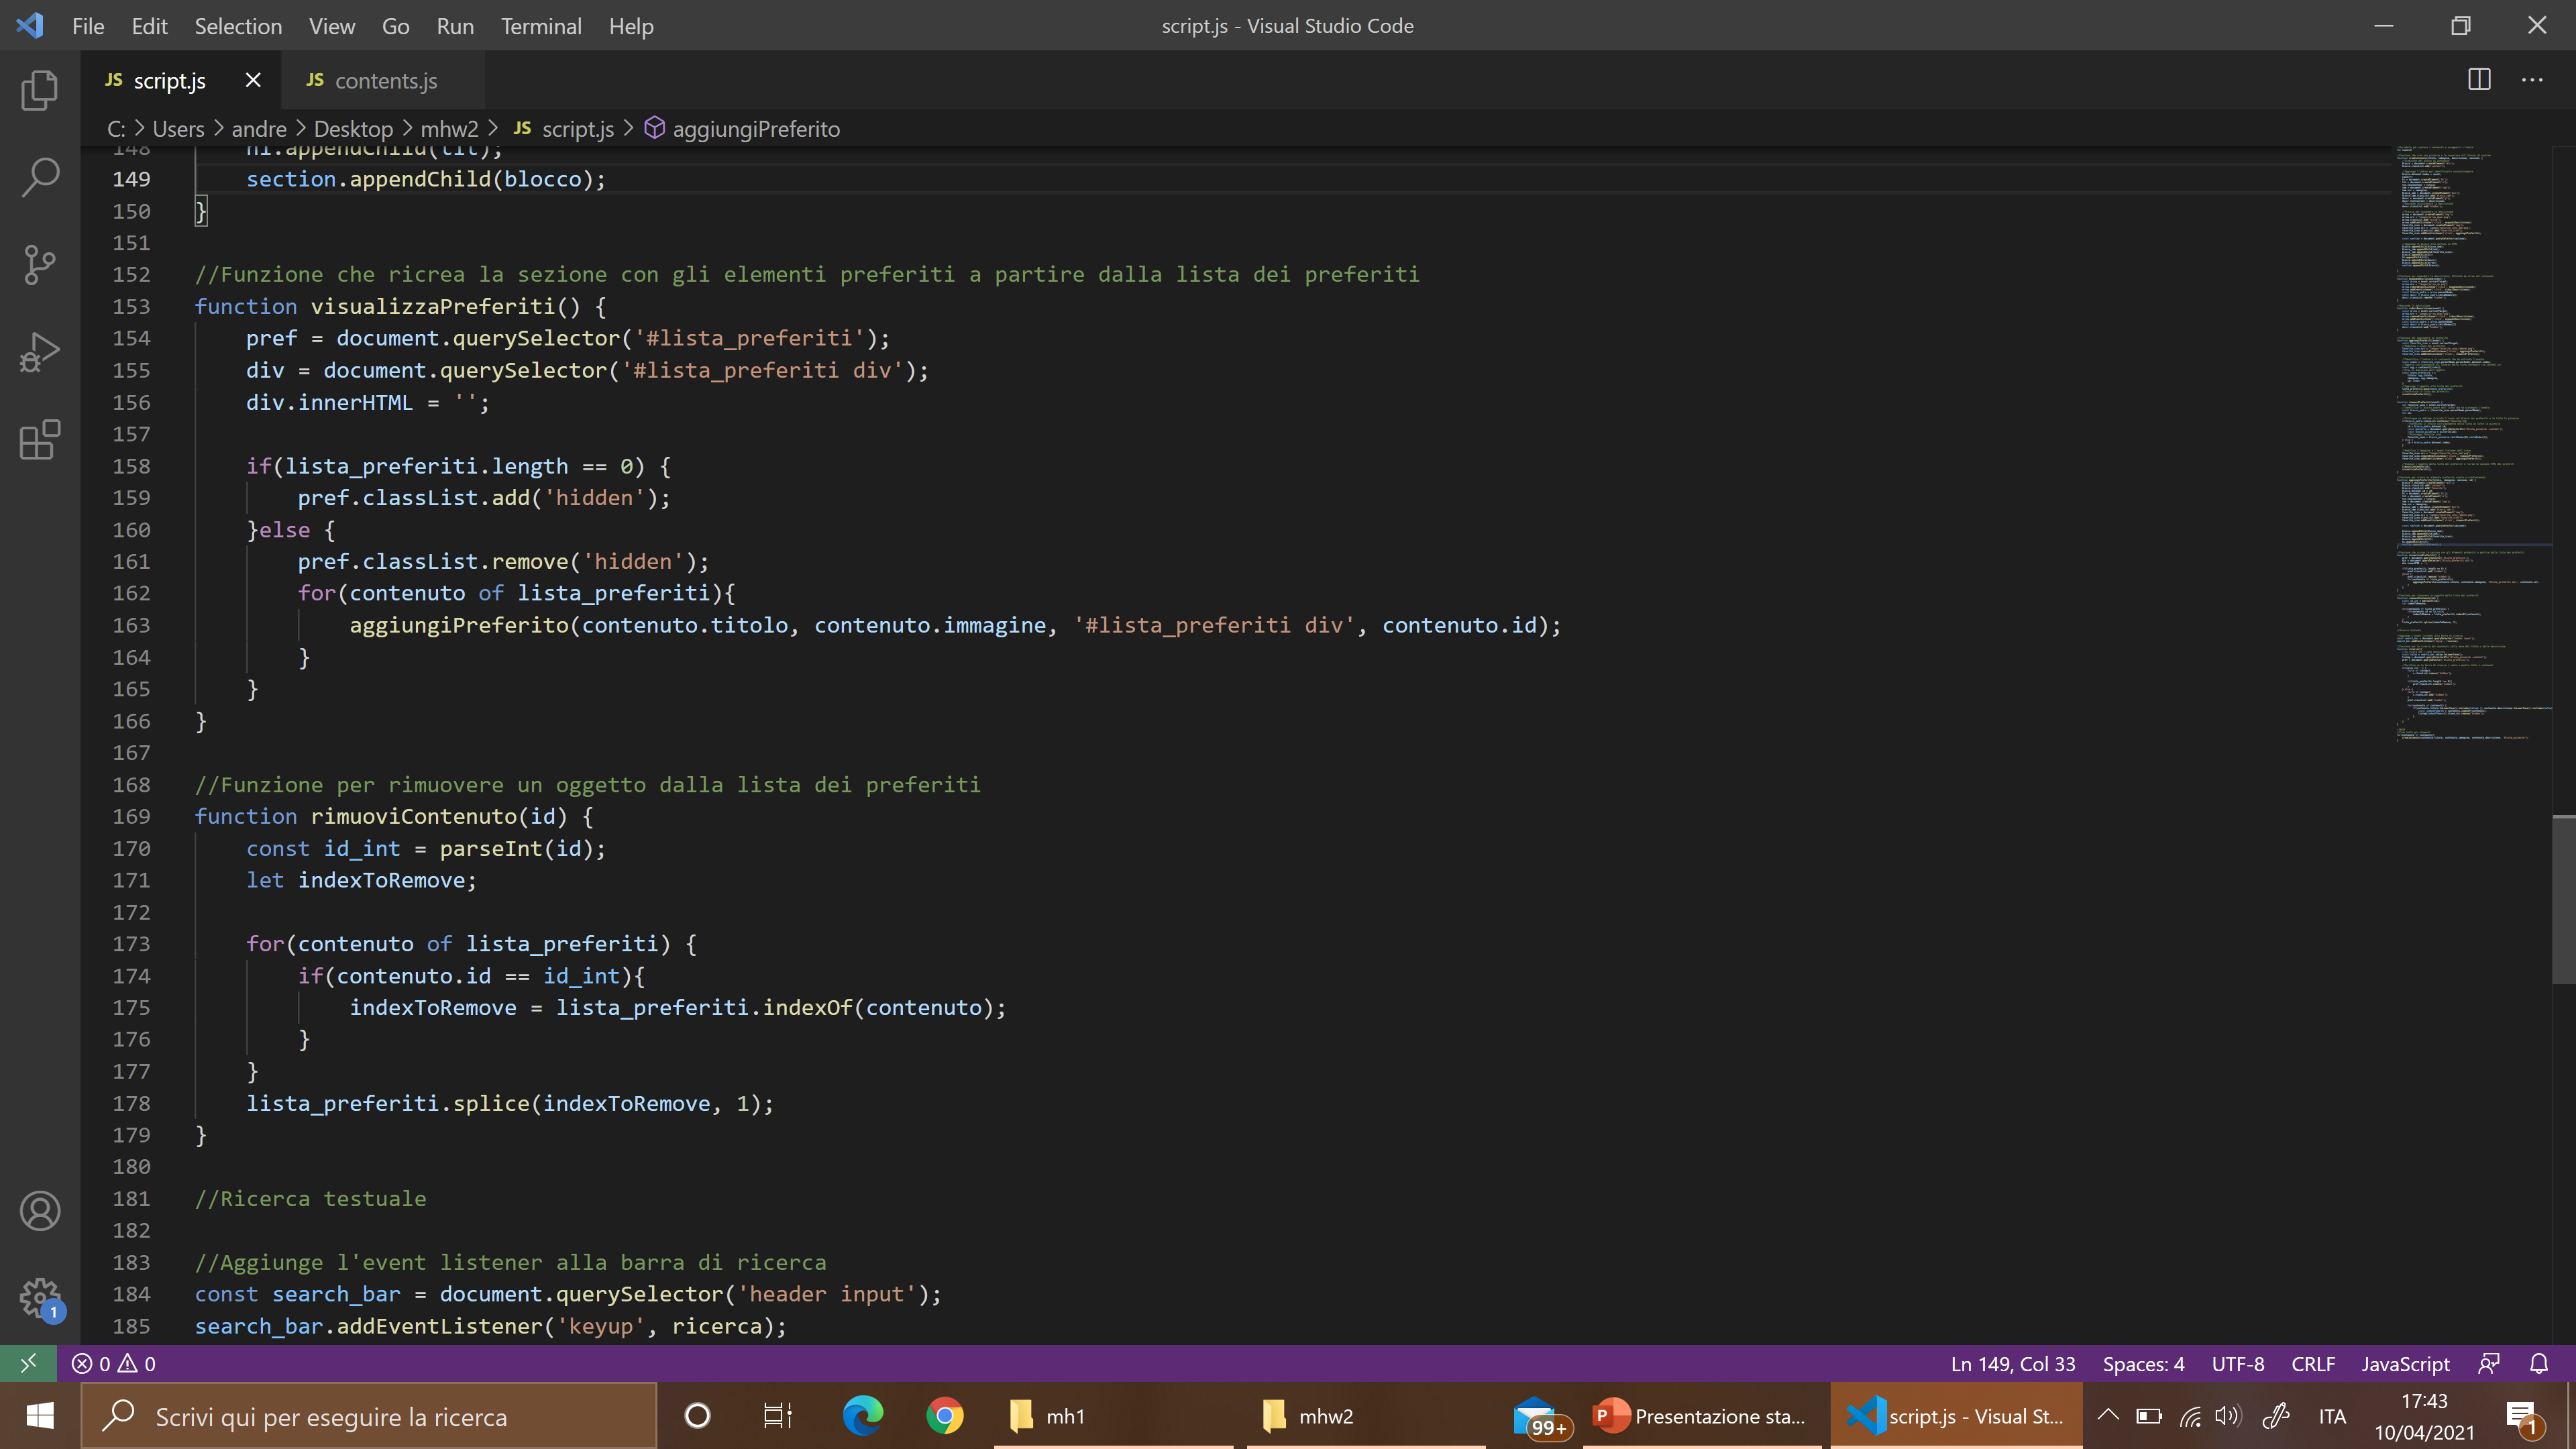 File Edit Selection View Go Run Terminal Help
script.js - Visual Studio Code
JS script.js
JS contents.js
C: > Users > andre > Desktop > mhw2 > JS script.js > aggiungiPreferito
148 h1.appendChild(tit);
149 section.appendChild(blocco);
150 }
151
152 //Funzione che ricrea la sezione con gli elementi preferiti a partire dalla lista dei preferiti
153 function visualizzaPreferiti() {
154 pref = document.querySelector('#lista_preferiti');
155 div = document.querySelector('#lista_preferiti div');
156 div.innerHTML = '';
157
158 if(lista_preferiti.length == 0) {
159 pref.classList.add('hidden');
160 }else {
161 pref.classList.remove('hidden');
162 for(contenuto of lista_preferiti){
163 aggiungiPreferito(contenuto.titolo, contenuto.immagine, '#lista_preferiti div', contenuto.id);
164 }
165 }
166 }
167
168 //Funzione per rimuovere un oggetto dalla lista dei preferiti
169 function rimuoviContenuto(id) {
170 const id_int = parseInt(id);
171 let indexToRemove;
172
173 for(contenuto of lista_preferiti) {
174 if(contenuto.id == id_int){
175 indexToRemove = lista_preferiti.indexOf(contenuto);
176 }
177 }
178 lista_preferiti.splice(indexToRemove, 1);
179 }
180
181 //Ricerca testuale
182
183 //Aggiunge l'event listener alla barra di ricerca
184 const search_bar = document.querySelector('header input');
185 search_bar.addEventListener('keyup', ricerca);
1
0 0
Ln 149, Col 33 Spaces: 4 UTF-8 CRLF JavaScript
Scrivi qui per eseguire la ricerca
mh1
mhw2
99+
Presentazione sta...
script.js - Visual St...
ITA
17:43
10/04/2021
1